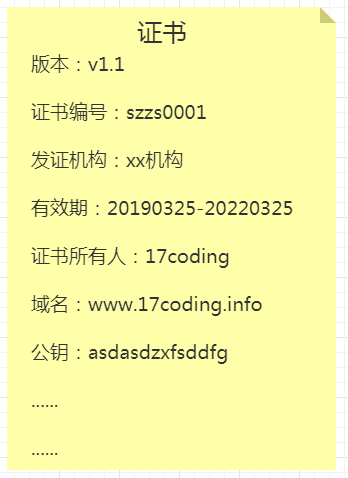 证书
版本：v1.1
证书编号：szzs0001
发证机构：xx机构
有效期：20190325-20220325
证书所有人：17coding
域名：www.17coding.info
公钥：asdasdzxfsddfg
......
......